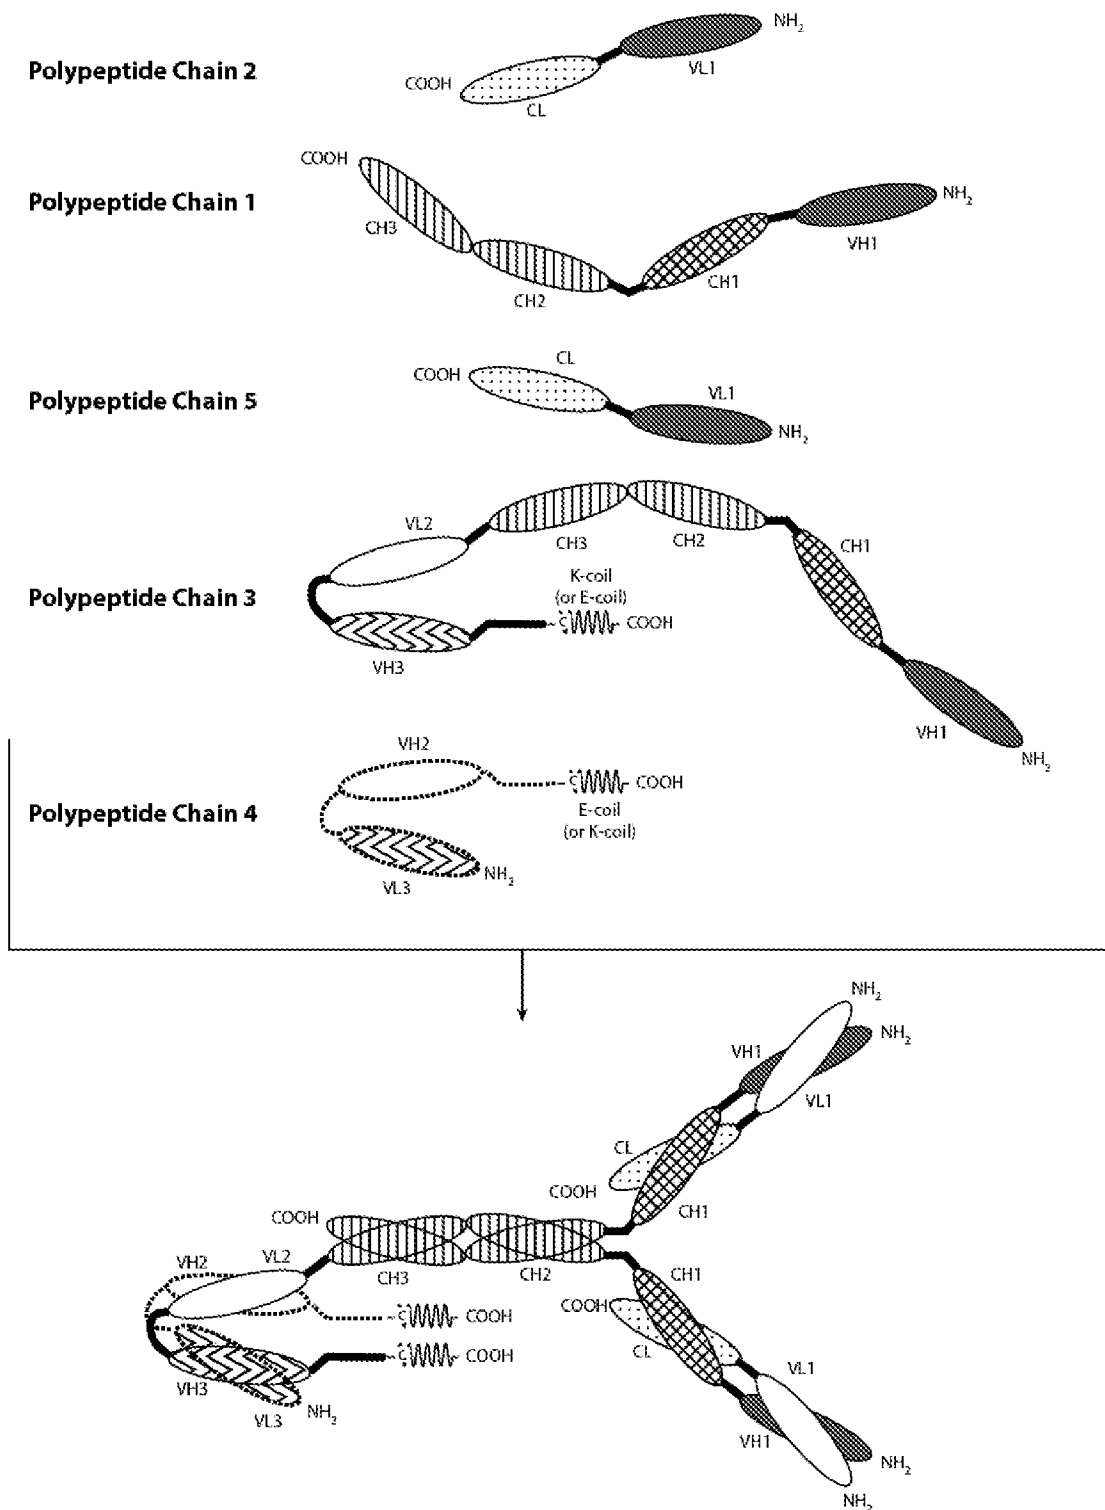 NH2
Polypeptide Chain 2
VL1
COOH
CL
COOH
Polypeptide Chain 1
NH2
CH3
VH1
CH1
CH2
CL
COOH
VL1
Polypeptide Chain 5
NH2
VL2
CH3
CH2
CH1
K-coil
(or E-coil)
Polypeptide Chain 3
C
COOH
VH3
VH1
NH2
VH2
C
COOH
E-coil
(or K-coil)
Polypeptide Chain 4
NH2
VL3
NH2
NH2
VH1
VL1
CL
COOH
CH1
COOH
VL2
VH2
CH3
CH2
CH1
COOH
C
COOH
CL
C
COOH
VL1
VH3
NH2
VL3
VH1
NH2
NH2